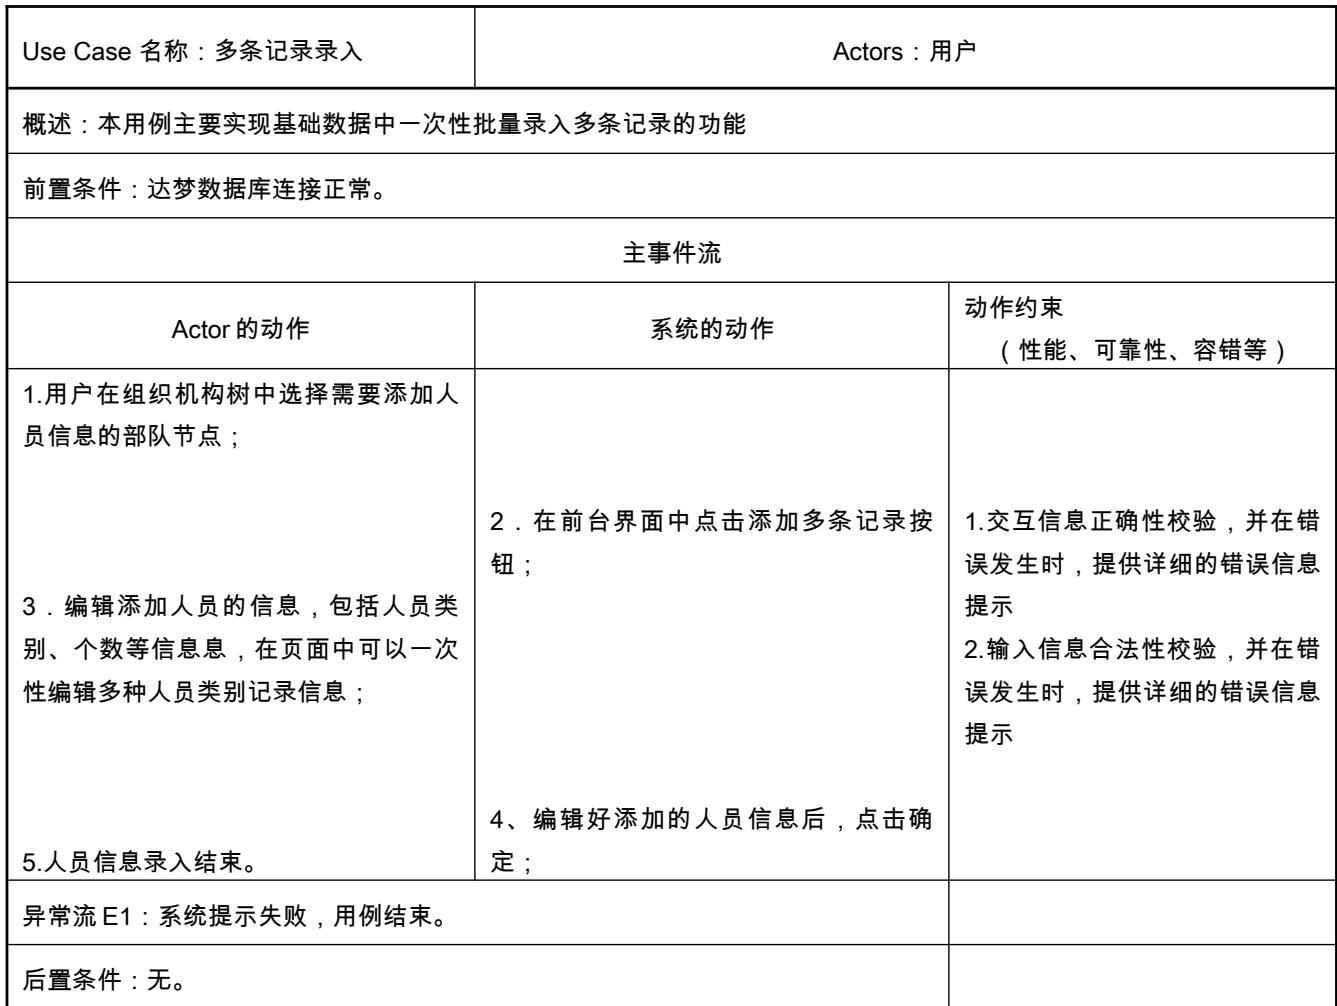 Use Case 名称：多条记录录入
Actors：用户
概述：本用例主要实现基础数据中一次性批量录入多条记录的功能
前置条件：达梦数据库连接正常。
主事件流
Actor 的动作
系统的动作
动作约束
（性能、可靠性、容错等）
1.用户在组织机构树中选择需要添加人
员信息的部队节点；
2．在前台界面中点击添加多条记录按
钮；
3．编辑添加人员的信息，包括人员类
别、个数等信息息，在页面中可以一次
性编辑多种人员类别记录信息；
4、编辑好添加的人员信息后，点击确
定；
5.人员信息录入结束。
1.交互信息正确性校验，并在错
误发生时，提供详细的错误信息
提示
2.输入信息合法性校验，并在错
误发生时，提供详细的错误信息
提示
异常流 E1：系统提示失败，用例结束。
后置条件：无。